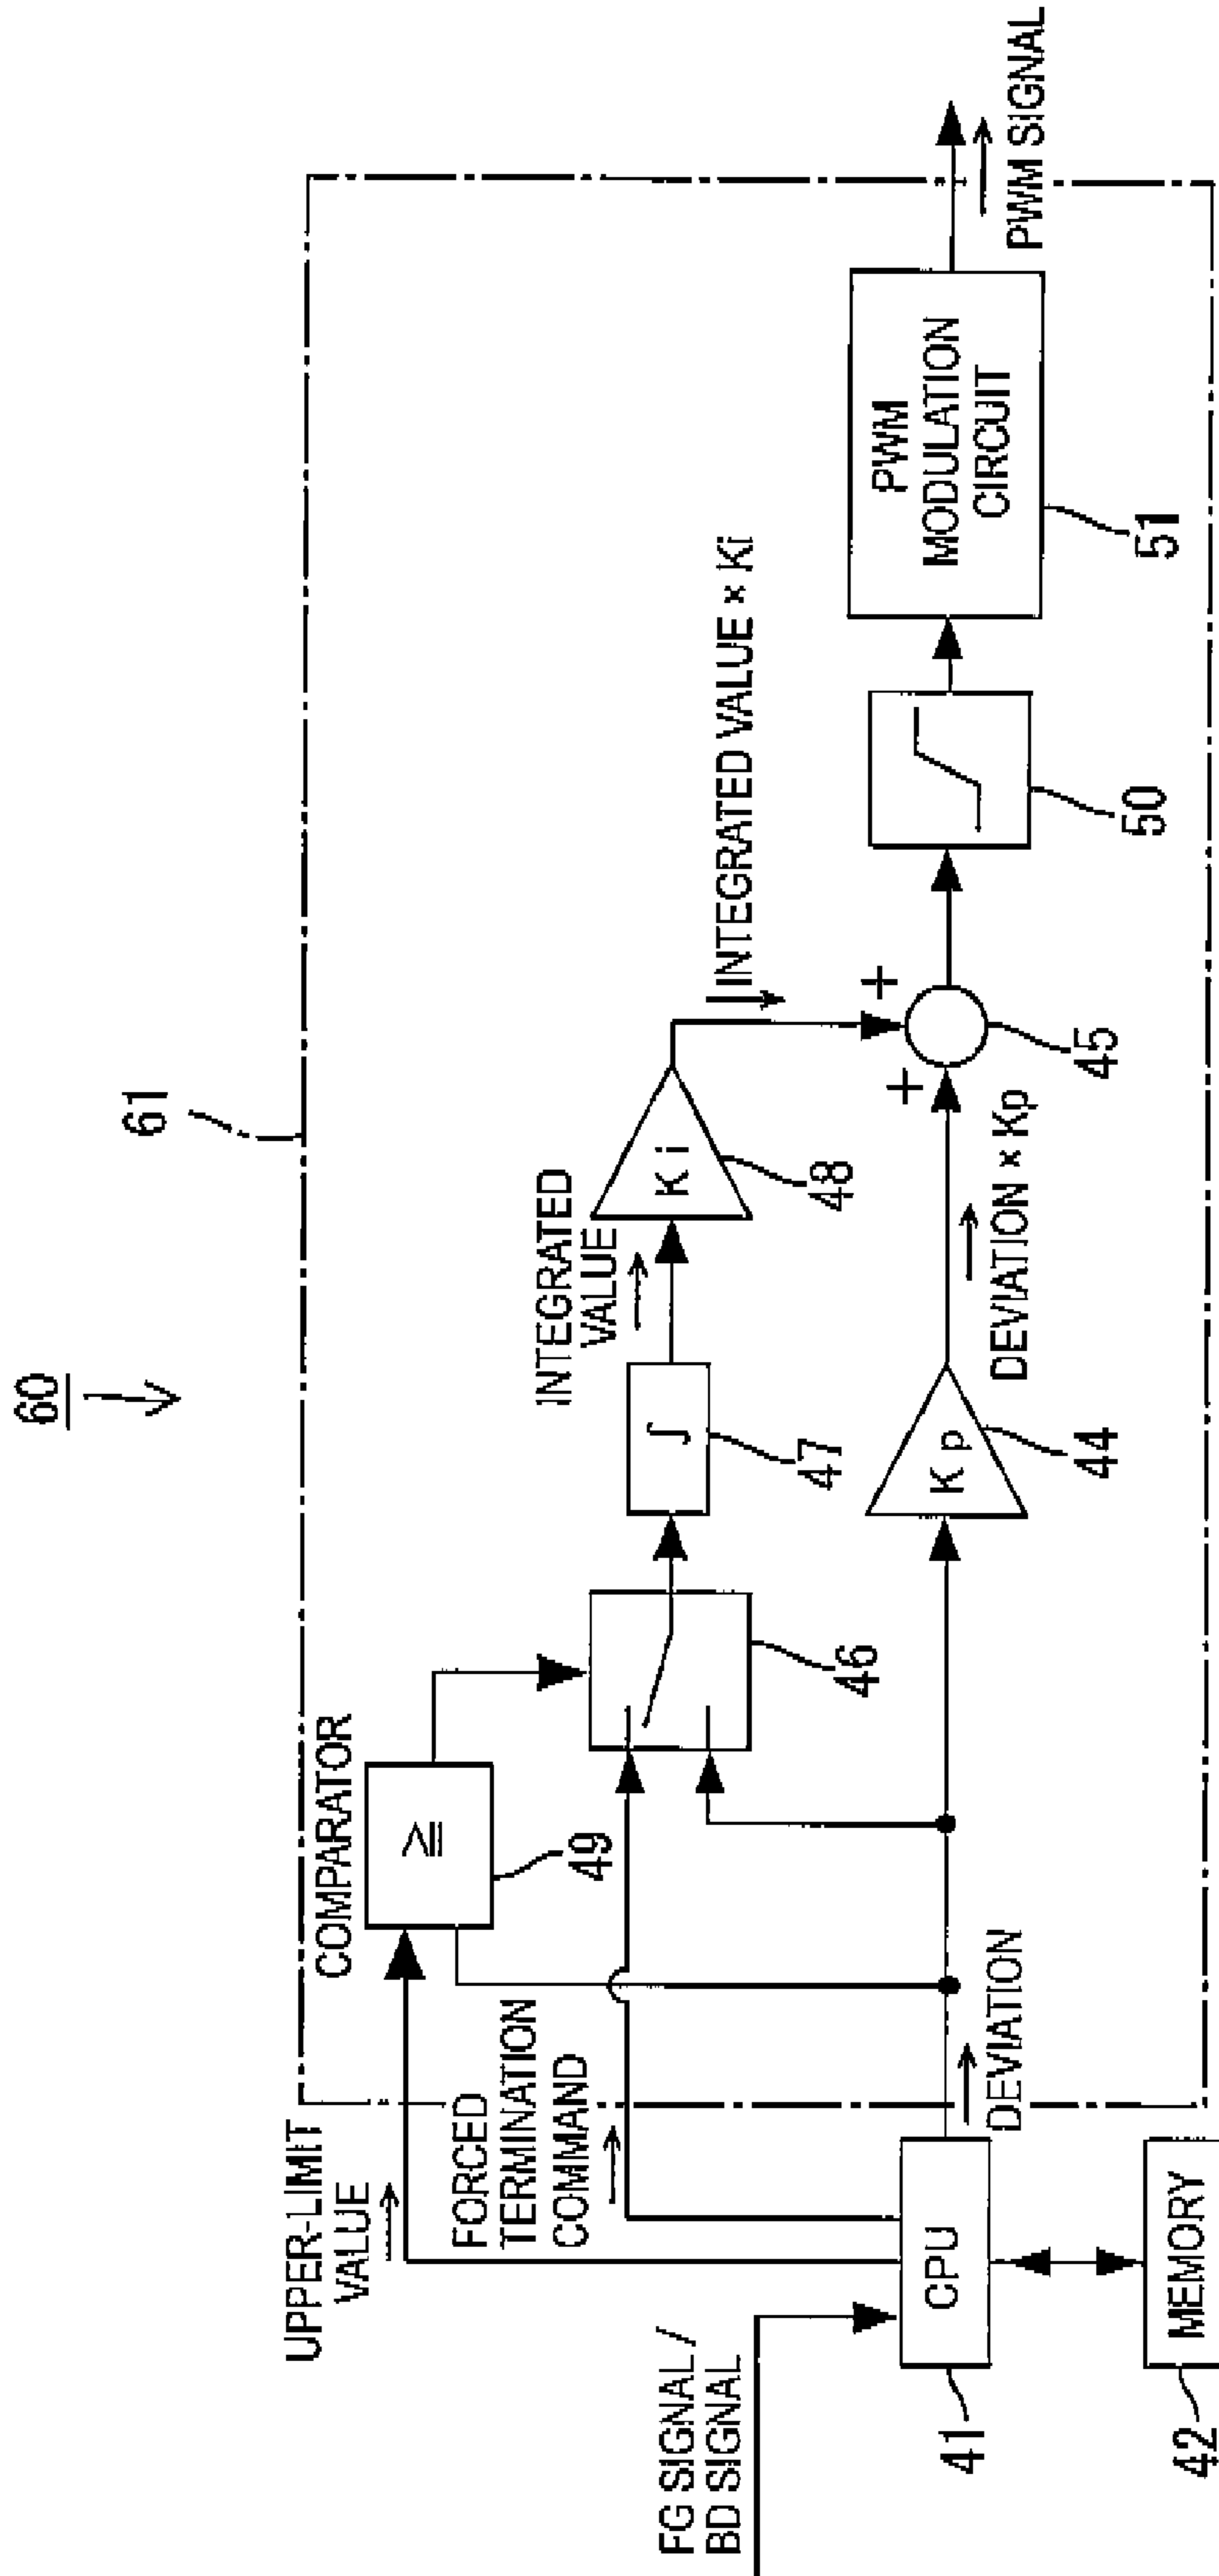 60
61
UPPER-LIMIT
VALUE
COMPARATOR
≧
49
FORCED
TERMINATION
COMMAND
46
INTEGRATED
VALUE
∫
47
Ki
48
INTEGRATED VALUE × Ki
FG SIGNAL /
BD SIGNAL
CPU
41
DEVIATION
Kp
44
DEVIATION × Kp
+
+
45
50
PWM
MODULATION
CIRCUIT
51
PWM SIGNAL
MEMORY
42